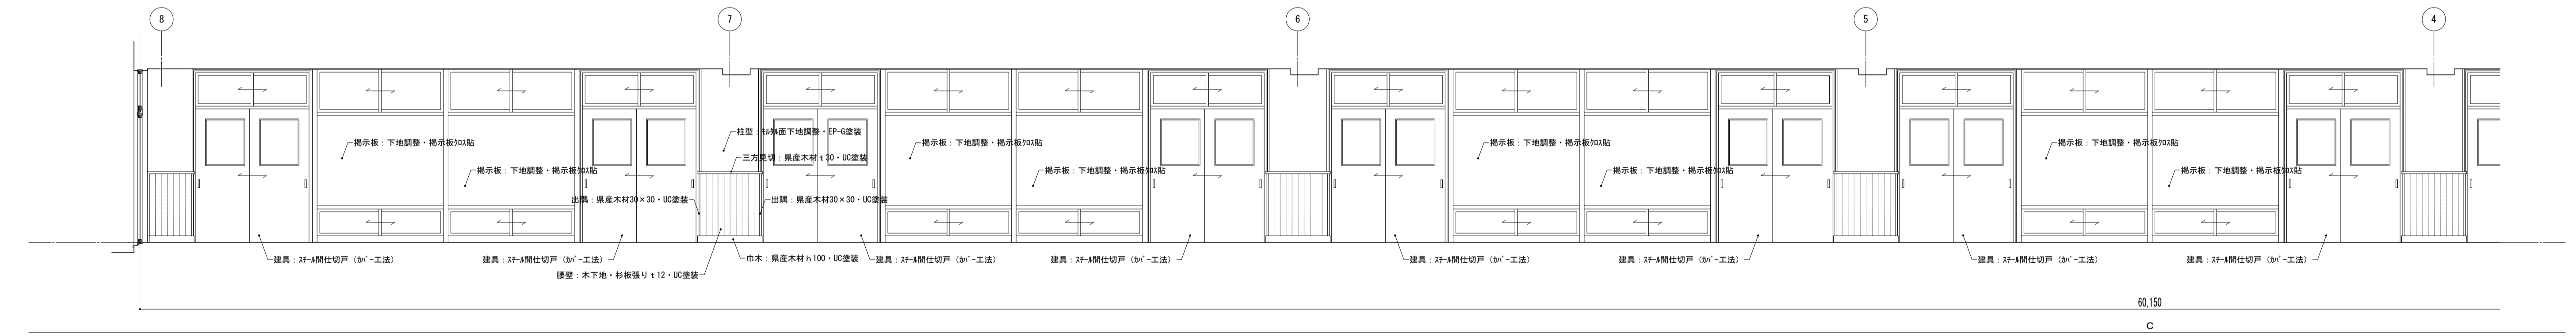 8 7 6 5 4
柱型：ﾓﾙﾀﾙ面下地調整・EP-G塗装
掲示板：下地調整・掲示板ｸﾛｽ貼
掲示板：下地調整・掲示板ｸﾛｽ貼
掲示板：下地調整・掲示板ｸﾛｽ貼
掲示板：下地調整・掲示板ｸﾛｽ貼
三方見切：県産木材ｔ30・UC塗装
掲示板：下地調整・掲示板ｸﾛｽ貼
掲示板：下地調整・掲示板ｸﾛｽ貼
掲示板：下地調整・掲示板ｸﾛｽ貼
掲示板：下地調整・掲示板ｸﾛｽ貼
出隅：県産木材30×30・UC塗装
出隅：県産木材30×30・UC塗装
建具：ｽﾁｰﾙ間仕切戸（ｶﾊﾞｰ工法）
建具：ｽﾁｰﾙ間仕切戸（ｶﾊﾞｰ工法）
巾木：県産木材ｈ100・UC塗装
建具：ｽﾁｰﾙ間仕切戸（ｶﾊﾞｰ工法）
建具：ｽﾁｰﾙ間仕切戸（ｶﾊﾞｰ工法）
建具：ｽﾁｰﾙ間仕切戸（ｶﾊﾞｰ工法）
建具：ｽﾁｰﾙ間仕切戸（ｶﾊﾞｰ工法）
建具：ｽﾁｰﾙ間仕切戸（ｶﾊﾞｰ工法）
建具：ｽﾁｰﾙ間仕切戸（ｶﾊﾞｰ工法）
腰壁：木下地・杉板張りｔ12・UC塗装
60,150
C